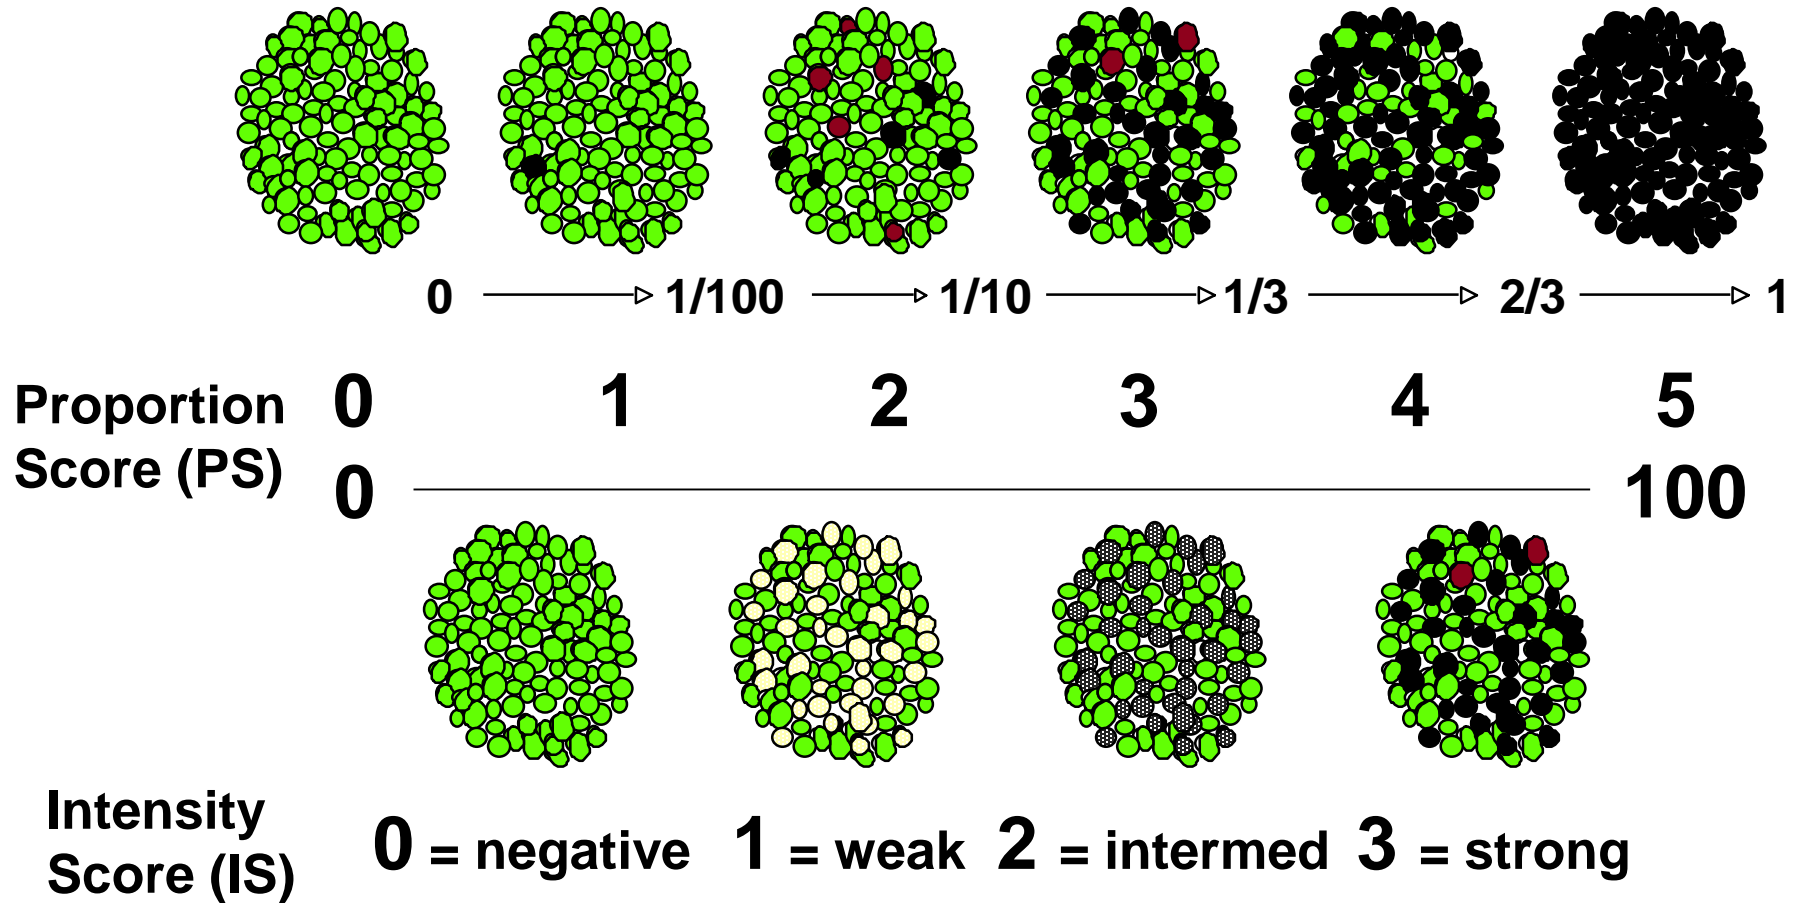 0 1/100 1/10 1/3 2/3 1
Proportion 0 1 2 3 4 5
Score (PS)
0 100
Intensity
0 = negative 1 = weak 2 = intermed 3 = strong
Score (IS)